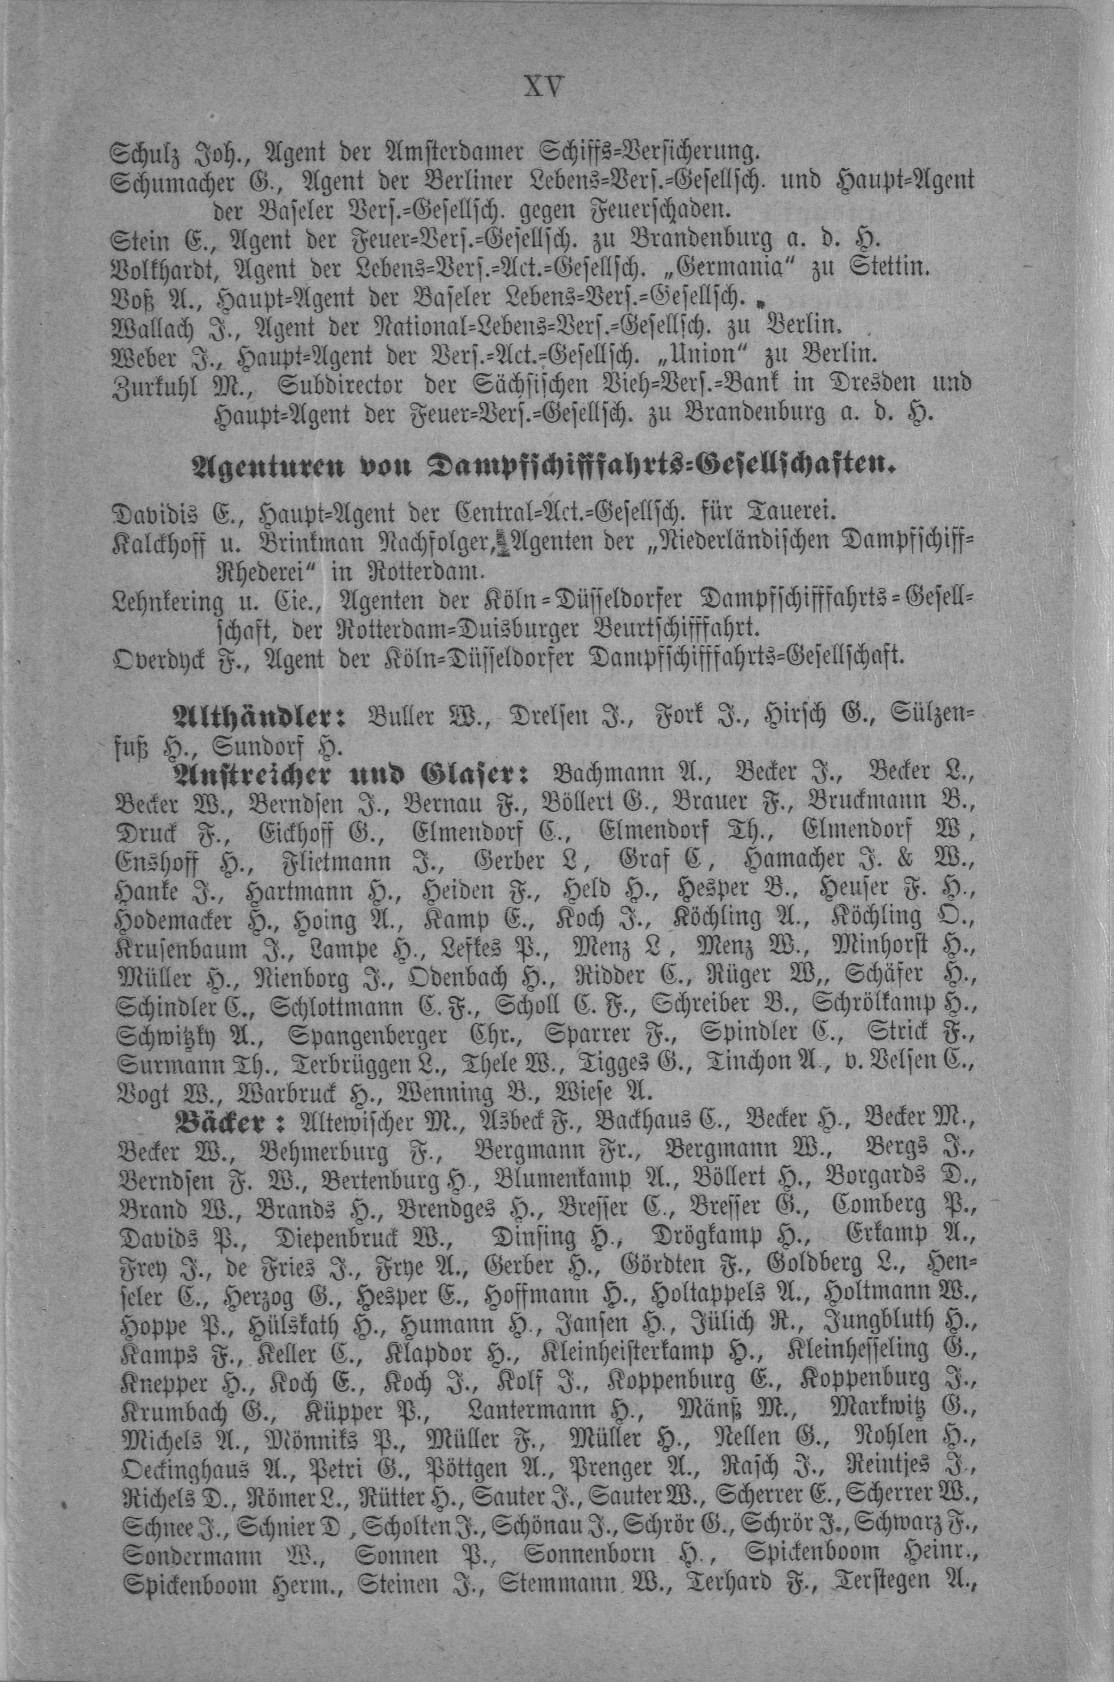 XV
Schulz Joh., Agent der Amsterdamer Schiffs-Versicherung.
Schumacher G., Agent der Berliner Lebens-Vers.-Gesellsch. und Haupt-Agent
der Baseler Vers.-Gesellsch. gegen Feuerschaden.
Stein E., Agent der Feuer-Vers.-Gesellsch. zu Brandenburg a. d. H.
Volkhardt, Agent der Lebens-Vers.-Act.-Gesellsch. „Germania“ zu Stettin.
Voß A., Haupt-Agent der Baseler Lebens-Vers.-Gesellsch.
Wallach J., Agent der National-Lebens-Vers.-Gesellsch. zu Berlin.
Weber J., Haupt-Agent der Vers.-Act.-Gesellsch. „Union“ zu Berlin.
Zurkuhl M., Subdirector der Sächsischen Vieh-Vers.-Bank in Dresden und
Haupt-Agent der Feuer-Vers.-Gesellsch. zu Brandenburg a. d. H.
Agenturen von Dampfschifffahrts-Gesellschaften.
Davidis E., Haupt-Agent der Central-Act.-Gesellsch. für Tauerei.
Kalckhoff u. Brinkman Nachfolger, Agenten der „Niederländischen Dampfschiff-
Rhederei“ in Rotterdam.
Lehnkering u. Cie., Agenten der Köln-Düsseldorfer Dampfschifffahrts-Gesell-
schaft, der Rotterdam-Duisburger Beurtschifffahrt.
Overdyck F., Agent der Köln-Düsseldorfer Dampfschifffahrts-Gesellschaft.
Althändler: Buller W., Drelsen J., Fork J., Hirsch G., Sülzen-
fuß H., Sundorf H.
Anstreicher und Glaser: Bachmann A., Becker J., Becker L.,
Becker W., Berndsen J., Bernau F., Böllert G., Brauer F., Bruckmann B.,
Druck F., Eickhoff G., Elmendorf C., Elmendorf Th., Elmendorf W,
Enshoff H., Flietmann J., Gerber L, Graf C, Hamacher J. & W.,
Hanke J., Hartmann H., Heiden F., Held H., Hesper B., Heuser F. H.,
Hodemacker H., Hoing A., Kamp E., Koch J., Köchling A., Köchling O.,
Krusenbaum J., Lampe H., Lefkes P., Menz L, Menz W., Minhorst H.,
Müller H., Nienborg J., Odenbach H., Ridder C., Rüger W,, Schäfer H.,
Schindler C., Schlottmann C. F., Scholl C. F., Schreiber B., Schrölkamp H.,
Schwitzky A., Spangenberger Chr., Sparrer F., Spindler C., Strick F.,
Surmann Th., Terbrüggen L., Thele W., Tigges G., Tinchon A., v. Velsen C.,
Vogt W., Warbruck H., Wenning B., Wiese A.
Bäcker: Altewischer M., Asbeck F., Backhaus C., Becker H., Becker M.,
Becker W., Behmerburg F., Bergmann Fr., Bergmann W., Bergs J.,
Berndsen F. W., Bertenburg H., Blumenkamp A., Böllert H., Borgards D.,
Brand W., Brands H., Brendges H., Bresser C., Bresser G., Comberg P.,
Davids P., Diepenbruck W., Dinsing H., Drögkamp H., Erkamp A.,
Frey J., de Fries J., Frye A., Gerber H., Gördten F., Goldberg L., Hen-
seler C., Herzog G., Hesper E., Hoffmann H., Holtappels A., Holtmann W.,
Hoppe P., Hülskath H., Humann H., Jansen H., Jülich R., Jungbluth H.,
Kamps F., Keller C., Klapdor H., Kleinheisterkamp H., Kleinhesseling G.,
Knepper H., Koch E., Koch J., Kolf J., Koppenburg E., Koppenburg J.,
Krumbach G., Küpper P., Lantermann H., Mänß M., Markwitz G.,
Michels A., Mönniks P., Müller F., Müller H., Nellen G., Nohlen H.,
Oeckinghaus A., Petri G., Pöttgen A., Prenger A., Rasch J., Reintjes J.,
Richels D., Römer L., Rütter H., Sauter J., Sauter W., Scherrer E., Scherrer W.,
Schnee J., Schnier D, Scholten J., Schönau J., Schrör G., Schrör J., Schwarz F.,
Sondermann W., Sonnen P., Sonnenborn H., Spickenboom Heinr.,
Spickenboom Herm., Steinen J., Stemmann W., Terhard F., Terstegen A.,